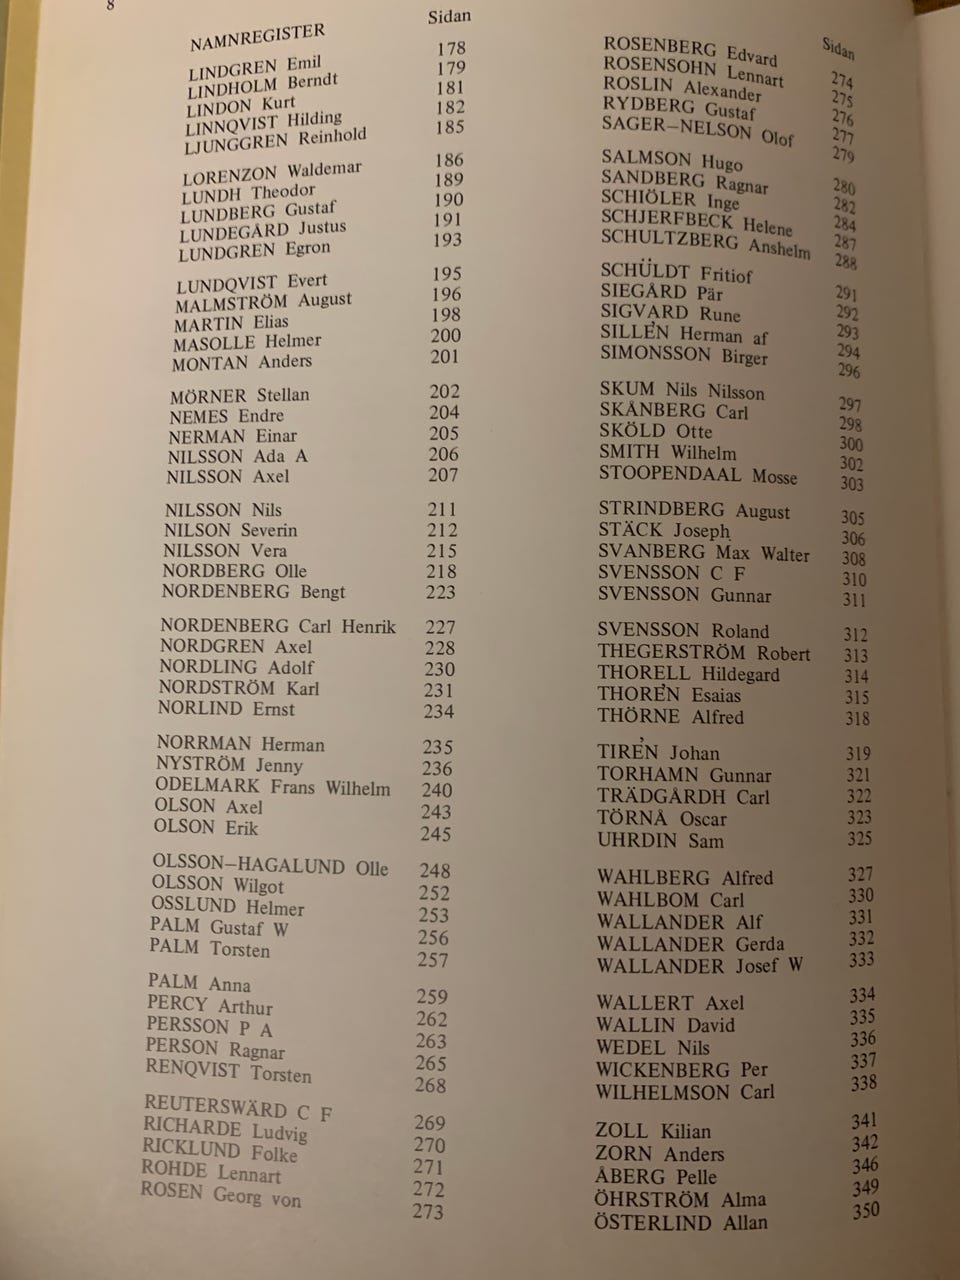 8
NAMNREGISTER Sidan
LINDGREN Emil 178
LINDHOLM Berndt 179
LINDON Kurt 181
LINNQVIST Hilding 182
LJUNGGREN Reinhold 185
LORENZON Waldemar 186
LUNDH Theodor 189
LUNDBERG Gustaf 190
LUNDEGÅRD Justus 191
LUNDGREN Egron 193
LUNDQVIST Evert 195
MALMSTRÖM August 196
MARTIN Elias 198
MASOLLE Helmer 200
MONTAN Anders 201
MÖRNER Stellan 202
NEMES Endre 204
NERMAN Einar 205
NILSSON Ada A 206
NILSSON Axel 207
NILSSON Nils 211
NILSON Severin 212
NILSSON Vera 215
NORDBERG Olle 218
NORDENBERG Bengt 223
NORDENBERG Carl Henrik 227
NORDGREN Axel 228
NORDLING Adolf 230
NORDSTRÖM Karl 231
NORLIND Ernst 234
NORRMAN Herman 235
NYSTRÖM Jenny 236
ODELMARK Frans Wilhelm 240
OLSON Axel 243
OLSON Erik 245
OLSSON–HAGALUND Olle 248
OLSSON Wilgot 252
OSSLUND Helmer 253
PALM Gustaf W 256
PALM Torsten 257
PALM Anna 259
PERCY Arthur 262
PERSSON P A 263
PERSON Ragnar 265
RENQVIST Torsten 268
REUTERSWÄRD C F 269
RICHARDE Ludvig 270
RICKLUND Folke 271
ROHDE Lennart 272
ROSEN Georg von 273
Sidan
ROSENBERG Edvard 274
ROSENSOHN Lennart 275
ROSLIN Alexander 276
RYDBERG Gustaf 277
SAGER–NELSON Olof 279
SALMSON Hugo 280
SANDBERG Ragnar 282
SCHIÖLER Inge 284
SCHJERFBECK Helene 287
SCHULTZBERG Anshelm 288
SCHÜLDT Fritiof 291
SIEGÅRD Pär 292
SIGVARD Rune 293
SILLÉN Herman af 294
SIMONSSON Birger 296
SKUM Nils Nilsson 297
SKÅNBERG Carl 298
SKÖLD Otte 300
SMITH Wilhelm 302
STOOPENDAAL Mosse 303
STRINDBERG August 305
STÄCK Joseph 306
SVANBERG Max Walter 308
SVENSSON C F 310
SVENSSON Gunnar 311
SVENSSON Roland 312
THEGERSTRÖM Robert 313
THORELL Hildegard 314
THORÉN Esaias 315
THÖRNE Alfred 318
TIRÉN Johan 319
TORHAMN Gunnar 321
TRÄDGÅRDH Carl 322
TÖRNÅ Oscar 323
UHRDIN Sam 325
WAHLBERG Alfred 327
WAHLBOM Carl 330
WALLANDER Alf 331
WALLANDER Gerda 332
WALLANDER Josef W 333
WALLERT Axel 334
WALLIN David 335
WEDEL Nils 336
WICKENBERG Per 337
WILHELMSON Carl 338
ZOLL Kilian 341
ZORN Anders 342
ÅBERG Pelle 346
ÖHRSTRÖM Alma 349
ÖSTERLIND Allan 350